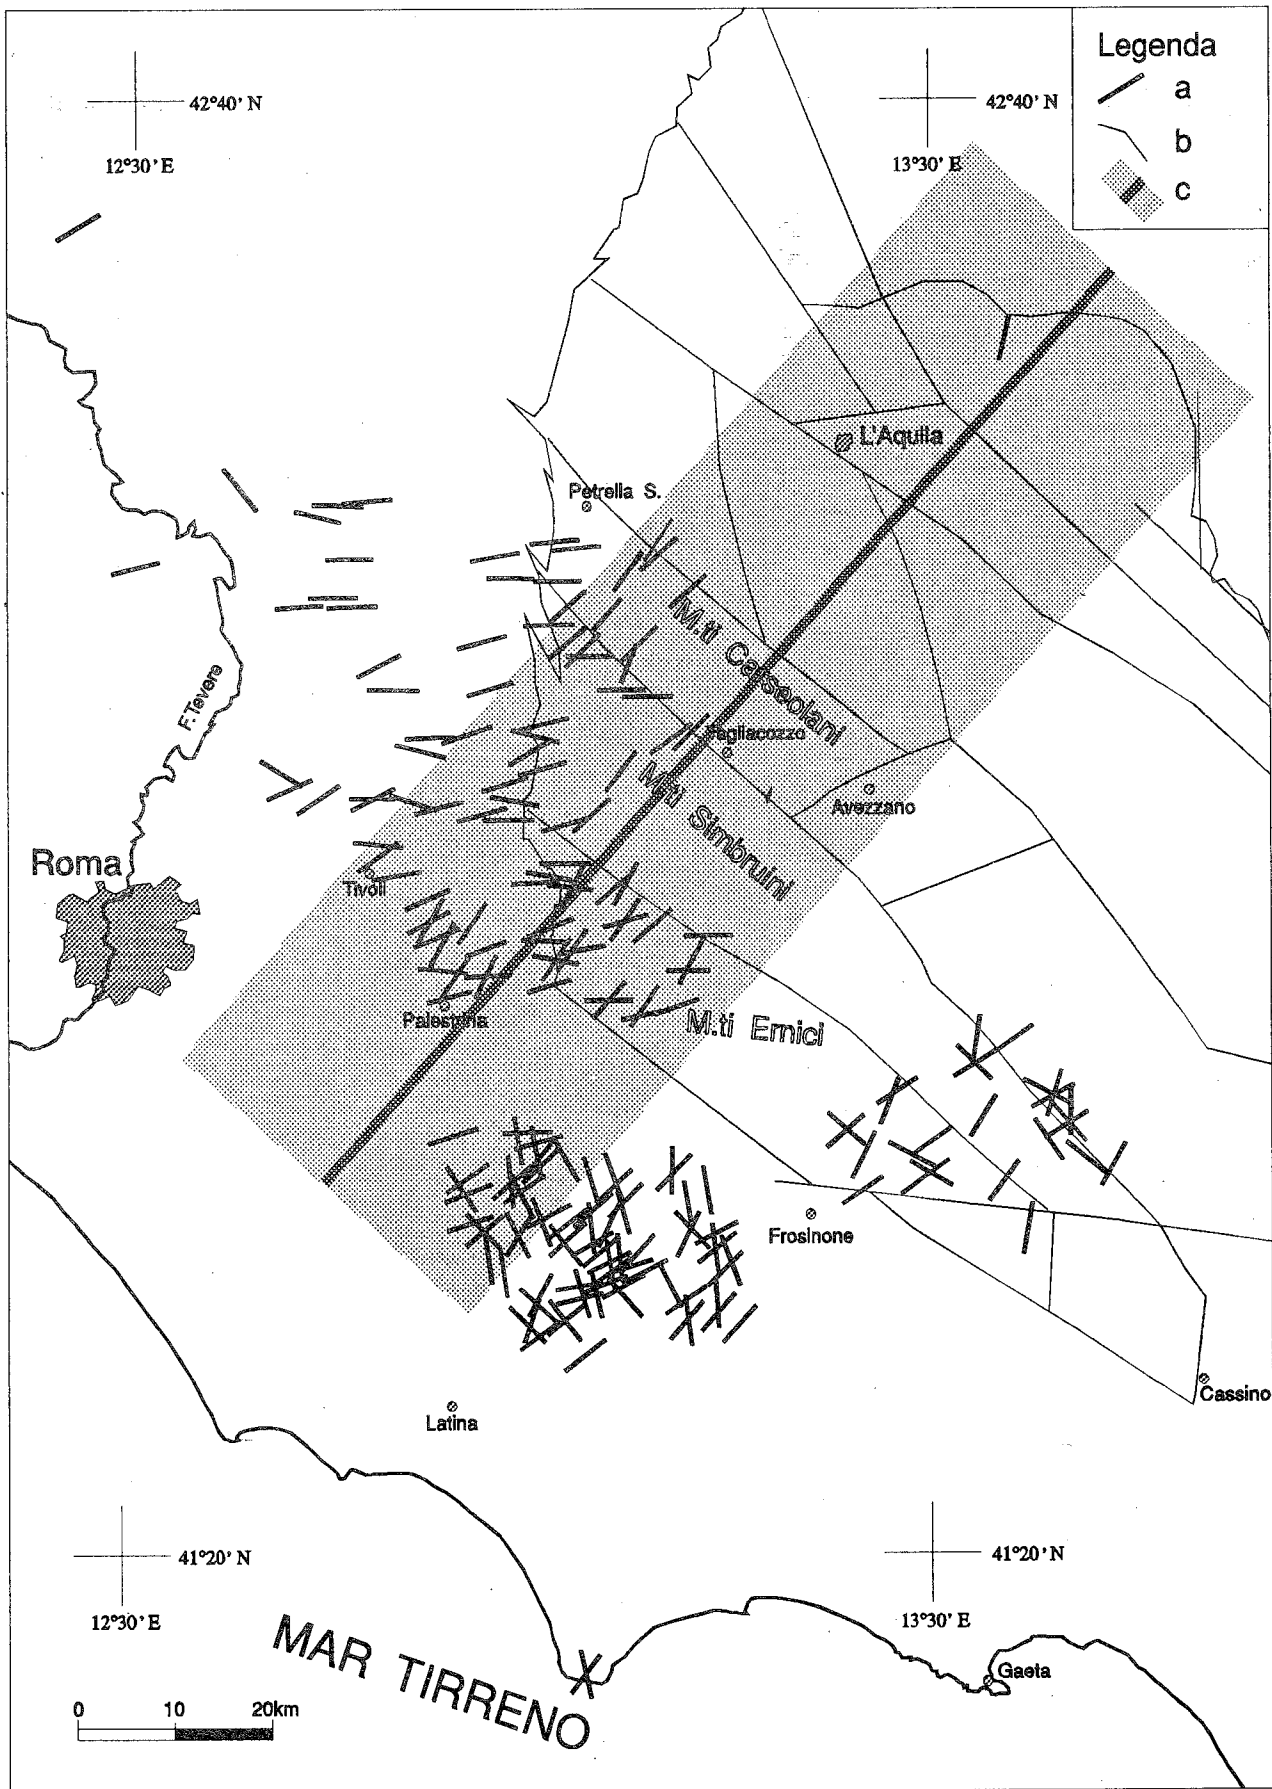 Legenda
a
b
c
42°40' N
12°30' E
42°40' N
13°30' E
L'Aquila
Petrella S.
M.ti Carseolani
F.Tevere
Tagliacozzo
M.ti Simbruini
Avezzano
Roma
Tivoli
Palestrina
M.ti Ernici
Frosinone
Cassino
Latina
41°20' N
12°30' E
41°20' N
13°30' E
MAR TIRRENO
Gaeta
0 10 20km